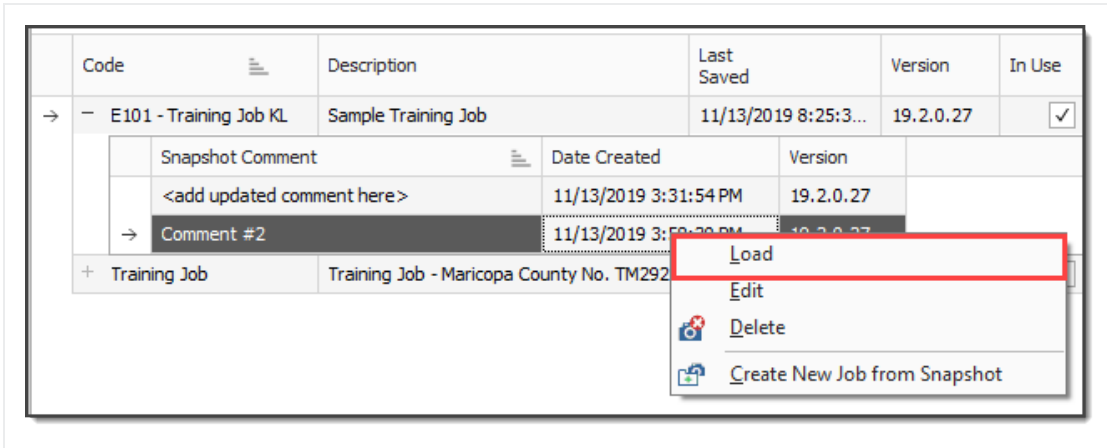 Code Description Last Saved Version In Use
E101 - Training Job KL Sample Training Job 11/13/2019 8:25:3... 19.2.0.27
Snapshot Comment Date Created Version
<add updated comment here> 11/13/2019 3:31:54 PM 19.2.0.27
Comment #2 11/13/2019
Load
Training Job Training Job - Maricopa County No. TM292
Edit
Delete
Create New Job from Snapshot